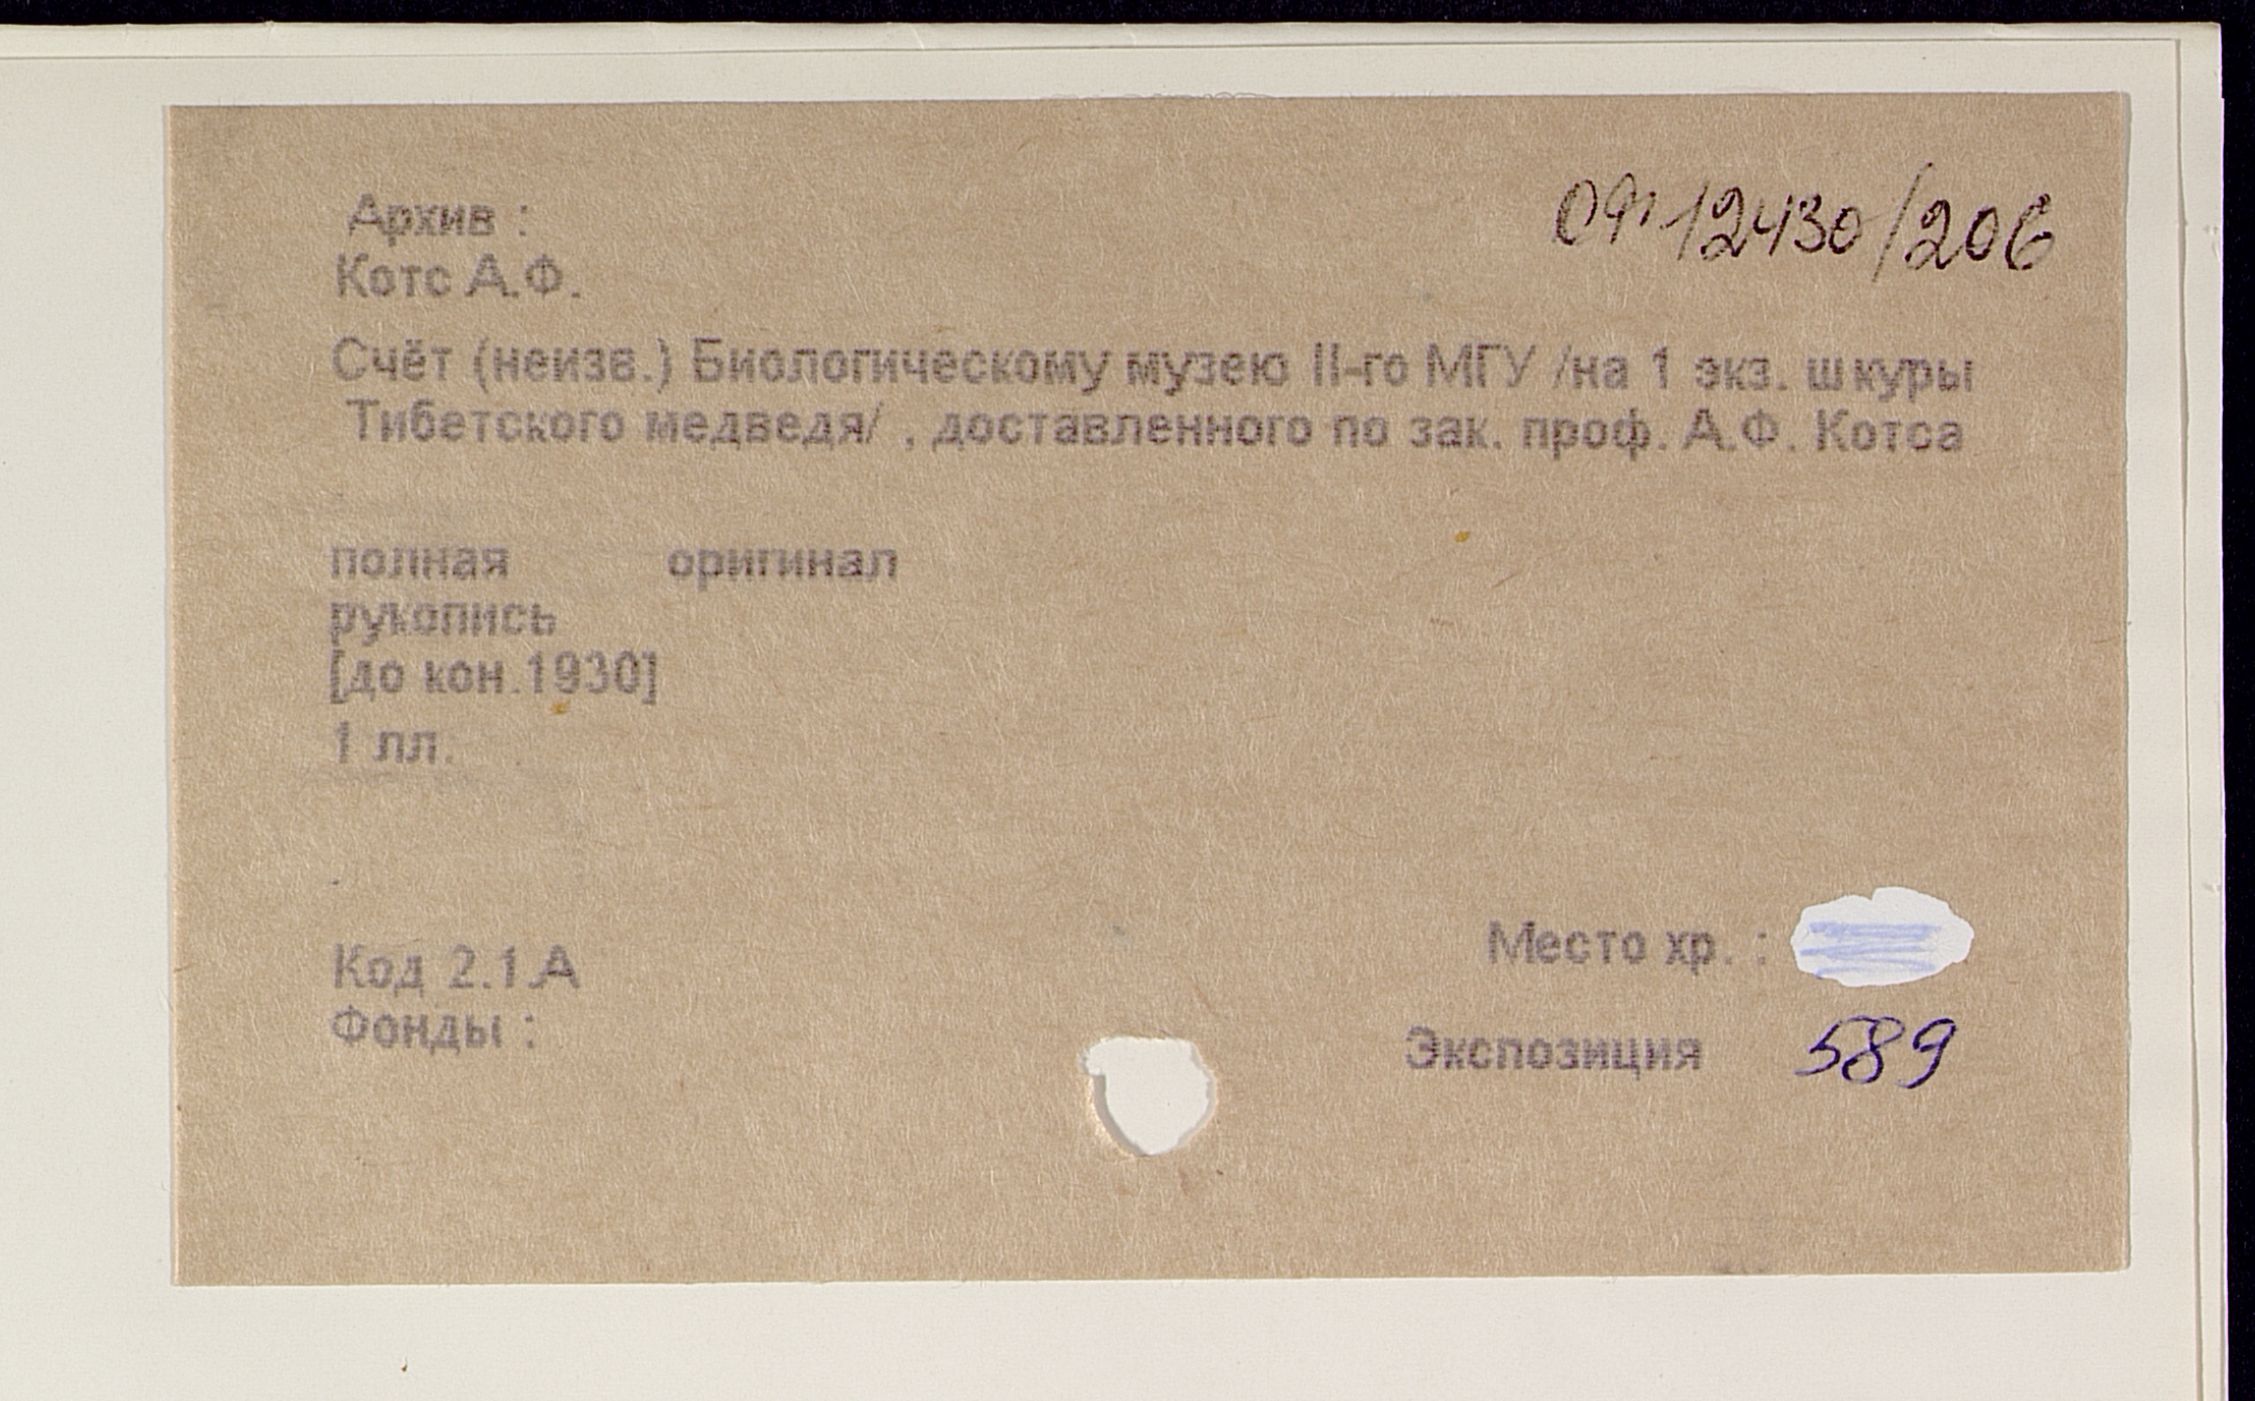 Архив :
ОФ 12430/206
Котс А.Ф.
Счёт (неизв.) Биологическому музею II-го МГУ /на 1 экз. шкуры
Тибетского медведя/ , доставленного по зак. проф. А.Ф. Котса
полная оригинал
рукопись
[до кон.1930]
1 лл.
Место хр. :
Код 2.1.А
Фонды :
Экспозиция 589